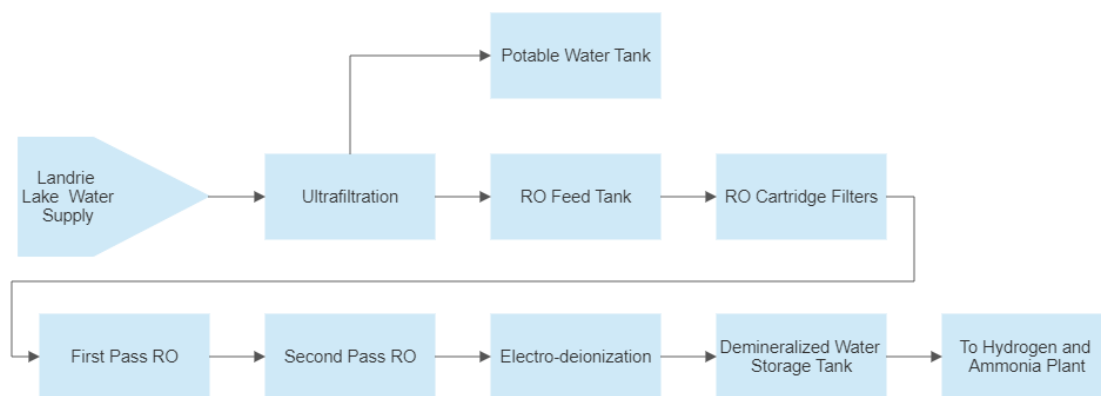 Potable Water Tank
Landrie
Lake Water
Supply
Ultrafiltration
RO Feed Tank
RO Cartridge Filters
First Pass RO
Second Pass RO
Electro-deionization
Demineralized Water
Storage Tank
To Hydrogen and
Ammonia Plant